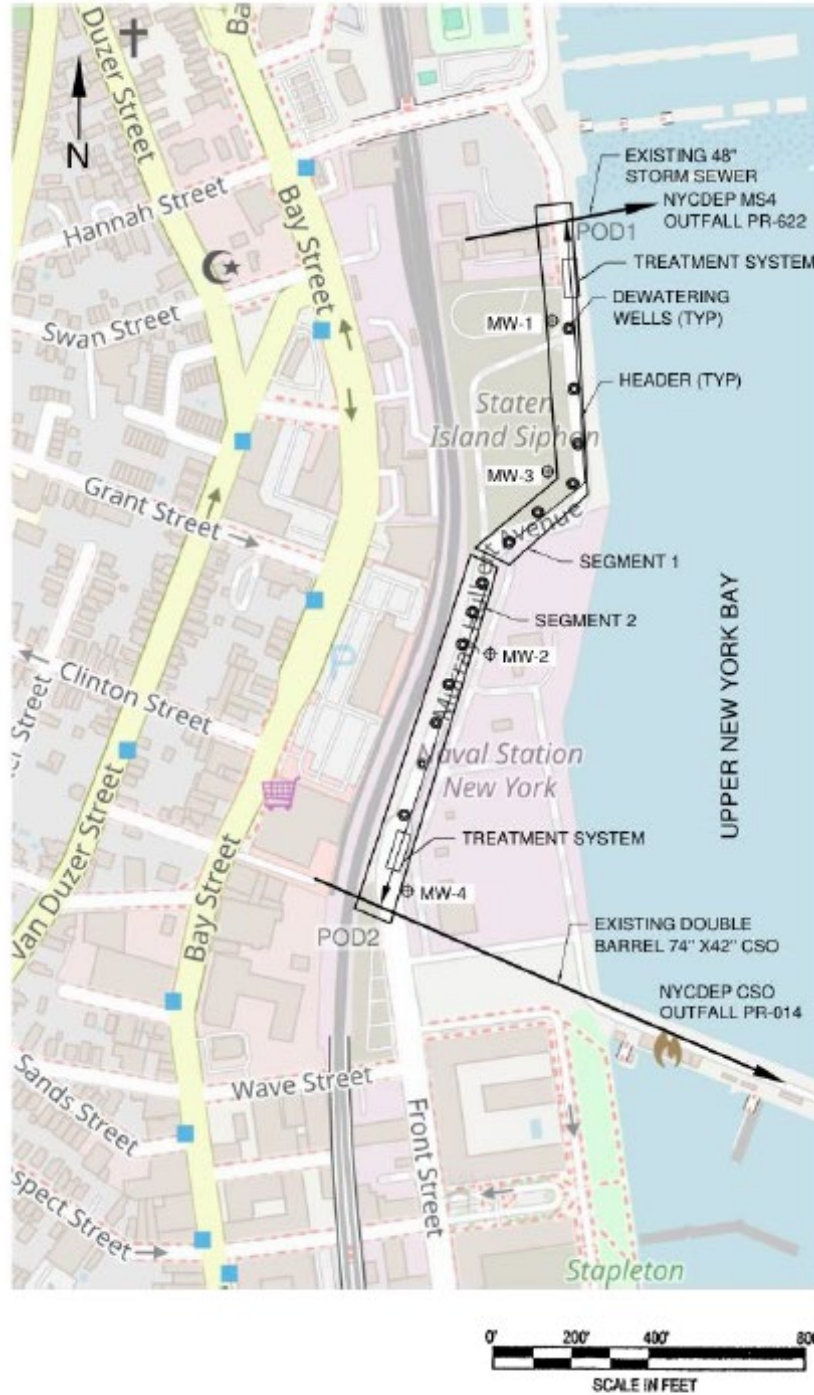 Duzer Street
Ba
N
EXISTING 48"
STORM SEWER
NYCDEP MS4
OUTFALL PR-622
Hannah Street
Bay Street
POD1
TREATMENT SYSTEM
Swan Street
MW-1
DEWATERING
WELLS (TYP)
HEADER (TYP)
Staten
Island Siphon
MW-3
Grant Street
Avenue
SEGMENT 1
SEGMENT 2
MW-2
Clinton Street
P
Naval Station
New York
UPPER NEW YORK BAY
Van Duzer Street
Bay Street
TREATMENT SYSTEM
MW-4
POD2
EXISTING DOUBLE
BARREL 74" X42" CSO
NYCDEP CSO
OUTFALL PR-014
Sands Street
Wave Street
Front Street
ospect Street
Stapleton
0' 200' 400' 800
SCALE IN FEET